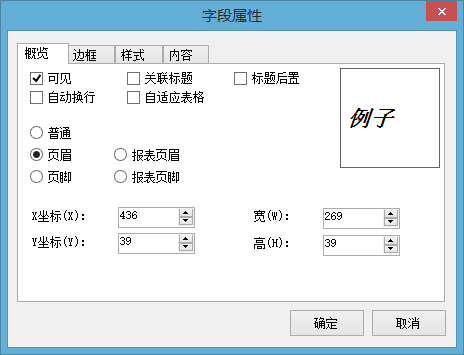 字段属性
概览 边框 样式 内容
可见 关联标题 标题后置
自动换行 自适应表格
例子
普通
页眉 报表页眉
页脚 报表页脚
X坐标(X): 436 宽(W): 269
Y坐标(Y): 39 高(H): 39
确定 取消